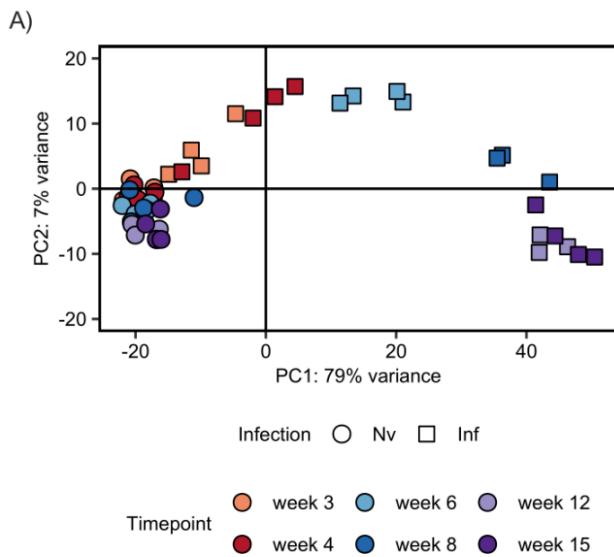 A)
20
10
0
-10
-20
PC2: 7% variance
-20 0 20 40
PC1: 79% variance
Infection Nv Inf
Timepoint
week 3 week 6 week 12
week 4 week 8 week 15